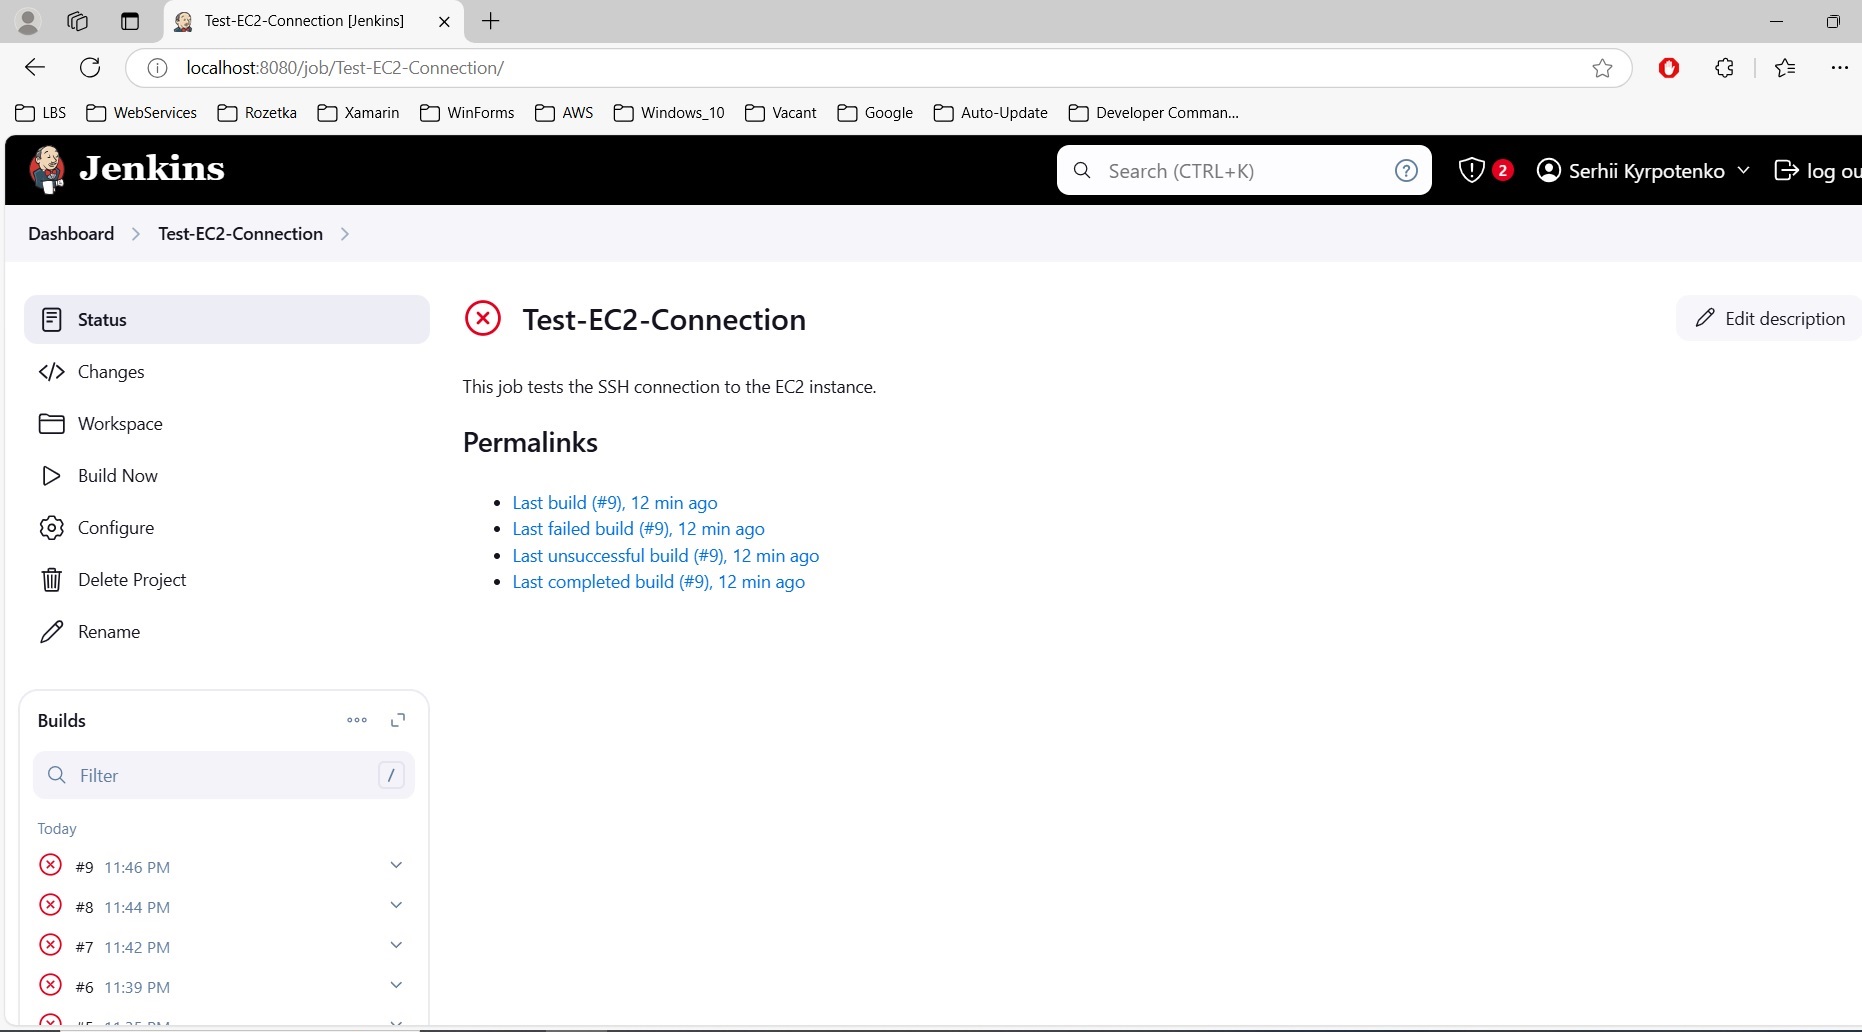 Test-EC2-Connection [Jenkins]
localhost:8080/job/Test-EC2-Connection/
LBS WebServices Rozetka Xamarin WinForms AWS Windows_10 Vacant Google Auto-Update Developer Comman...
Jenkins
Search (CTRL+K) ?
2 Serhii Kyrpotenko log ou
Dashboard Test-EC2-Connection
Status
Changes
Workspace
Build Now
Configure
Delete Project
Rename
Test-EC2-Connection
Edit description
This job tests the SSH connection to the EC2 instance.
Permalinks
Last build (#9), 12 min ago
Last failed build (#9), 12 min ago
Last unsuccessful build (#9), 12 min ago
Last completed build (#9), 12 min ago
Builds
Filter /
Today
#9 11:46 PM
#8 11:44 PM
#7 11:42 PM
#6 11:39 PM